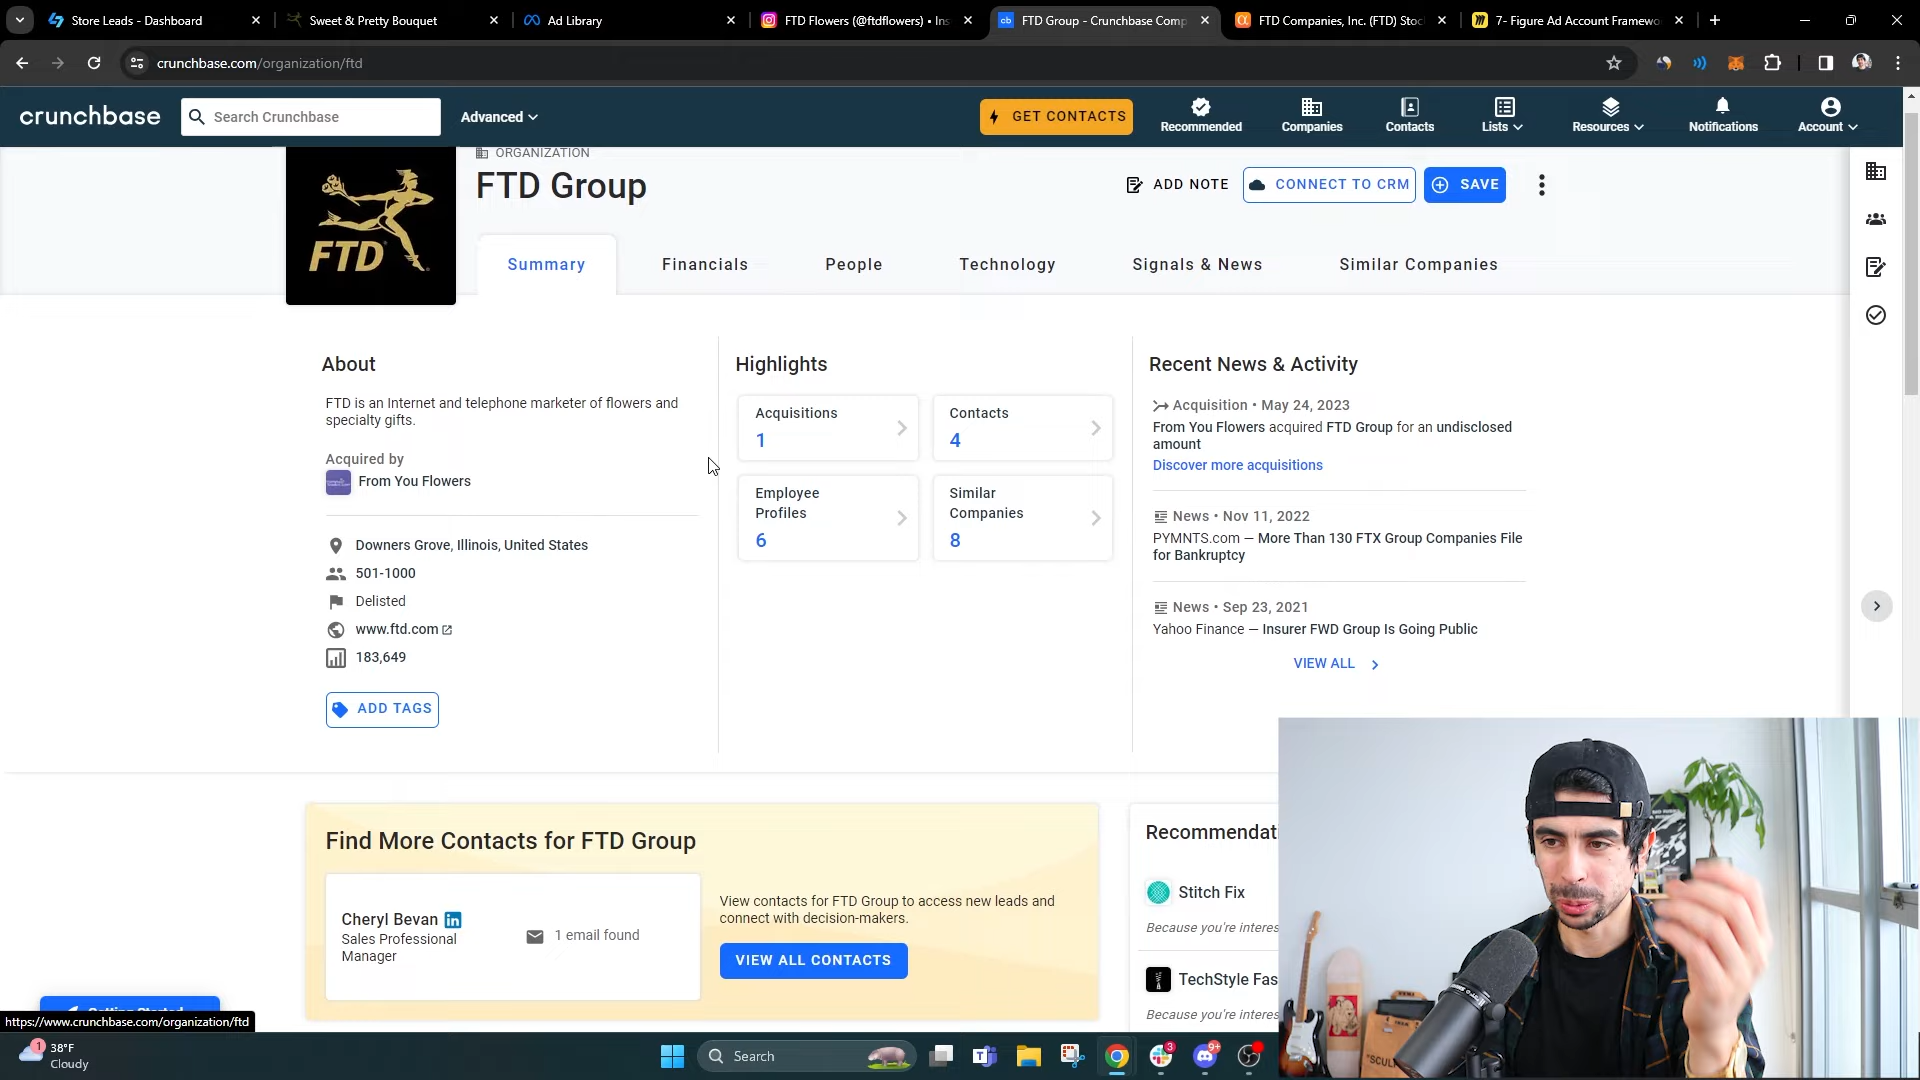 Store Leads - Dashboard
Sweet & Pretty Bouquet
Ad Library
FTD Flowers (@ftdflowers) • Ins
FTD Group - Crunchbase Comp
FTD Companies, Inc. (FTD) Stoc
7- Figure Ad Account Framewo
crunchbase.com/organization/ftd
crunchbase
Search Crunchbase
Advanced
GET CONTACTS
Recommended
Companies
Contacts
Lists
Resources
Notifications
Account
ORGANIZATION
FTD Group
ADD NOTE
CONNECT TO CRM
SAVE
FTD
Summary
Financials
People
Technology
Signals & News
Similar Companies
About
FTD is an Internet and telephone marketer of flowers and
specialty gifts.
Acquired by
From You Flowers
Downers Grove, Illinois, United States
501-1000
Delisted
www.ftd.com
183,649
ADD TAGS
Highlights
Acquisitions
1
Contacts
4
Employee
Profiles
6
Similar
Companies
8
Recent News & Activity
Acquisition • May 24, 2023
From You Flowers acquired FTD Group for an undisclosed
amount
Discover more acquisitions
News • Nov 11, 2022
PYMNTS.com — More Than 130 FTX Group Companies File
for Bankruptcy
News • Sep 23, 2021
Yahoo Finance — Insurer FWD Group Is Going Public
VIEW ALL
Find More Contacts for FTD Group
Cheryl Bevan
Sales Professional
Manager
1 email found
View contacts for FTD Group to access new leads and
connect with decision-makers.
VIEW ALL CONTACTS
Recommendati
Stitch Fix
Because you're interes
TechStyle Fas
Because you're interes
Getting Started
https://www.crunchbase.com/organization/ftd
1
38°F
Cloudy
Search
3
9+